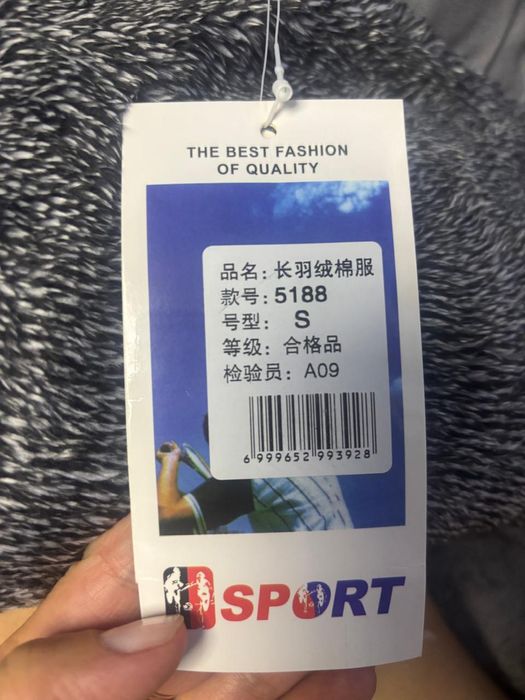 THE BEST FASHION
OF QUALITY
品名: 长羽绒棉服
款号: 5188
号型: S
等级: 合格品
检验员: A09
6 999652 993928
SPORT